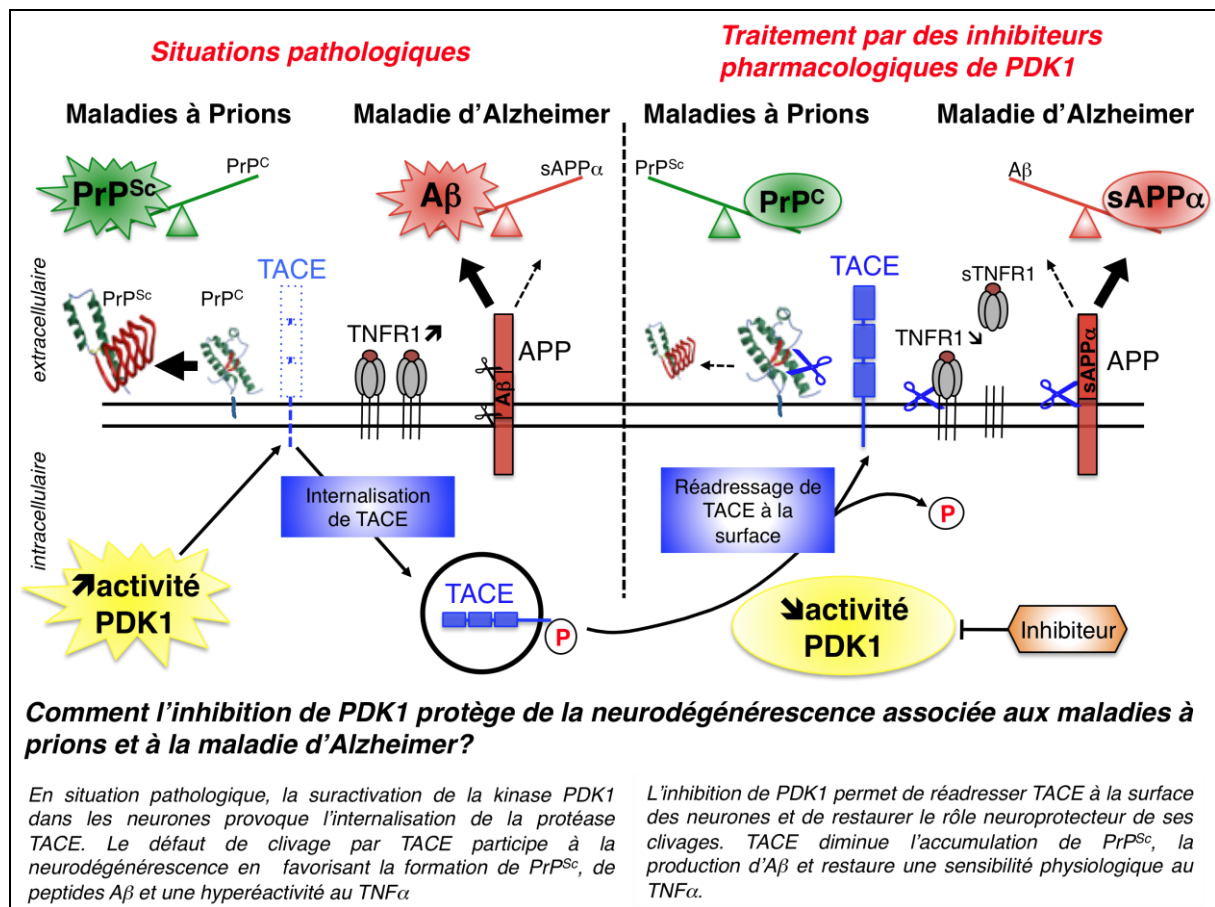 Situations pathologiques
Traitement par des inhibiteurs
pharmacologiques de PDK1
Maladies à Prions
Maladie d'Alzheimer
Maladies à Prions
Maladie d'Alzheimer
PrPSc
PrPC
Aβ
sAPPα
PrPSc
PrPC
Aβ
sAPPα
extracellulaire
intracellulaire
PrPSc
PrPC
TACE
TNFR1
APP
Aβ
TACE
sTNFR1
TNFR1
APP
sAPPα
Internalisation
de TACE
activité
PDK1
TACE
P
Réadressage de
TACE à la
surface
P
activité
PDK1
Inhibiteur
Comment l'inhibition de PDK1 protège de la neurodégénérescence associée aux maladies à
prions et à la maladie d'Alzheimer?
En situation pathologique, la suractivation de la kinase PDK1
dans les neurones provoque l'internalisation de la protéase
TACE. Le défaut de clivage par TACE participe à la
neurodégénérescence en favorisant la formation de PrPSc, de
peptides Aβ et une hyperéactivité au TNFα
L'inhibition de PDK1 permet de réadresser TACE à la surface
des neurones et de restaurer le rôle neuroprotecteur de ses
clivages. TACE diminue l'accumulation de PrPSc, la
production d'Aβ et restaure une sensibilité physiologique au
TNFα.